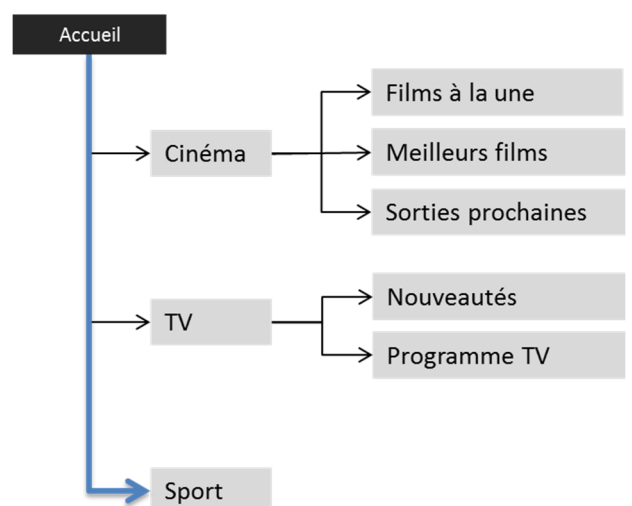 Accueil
Cinéma
Films à la une
Meilleurs films
Sorties prochaines
TV
Nouveautés
Programme TV
Sport